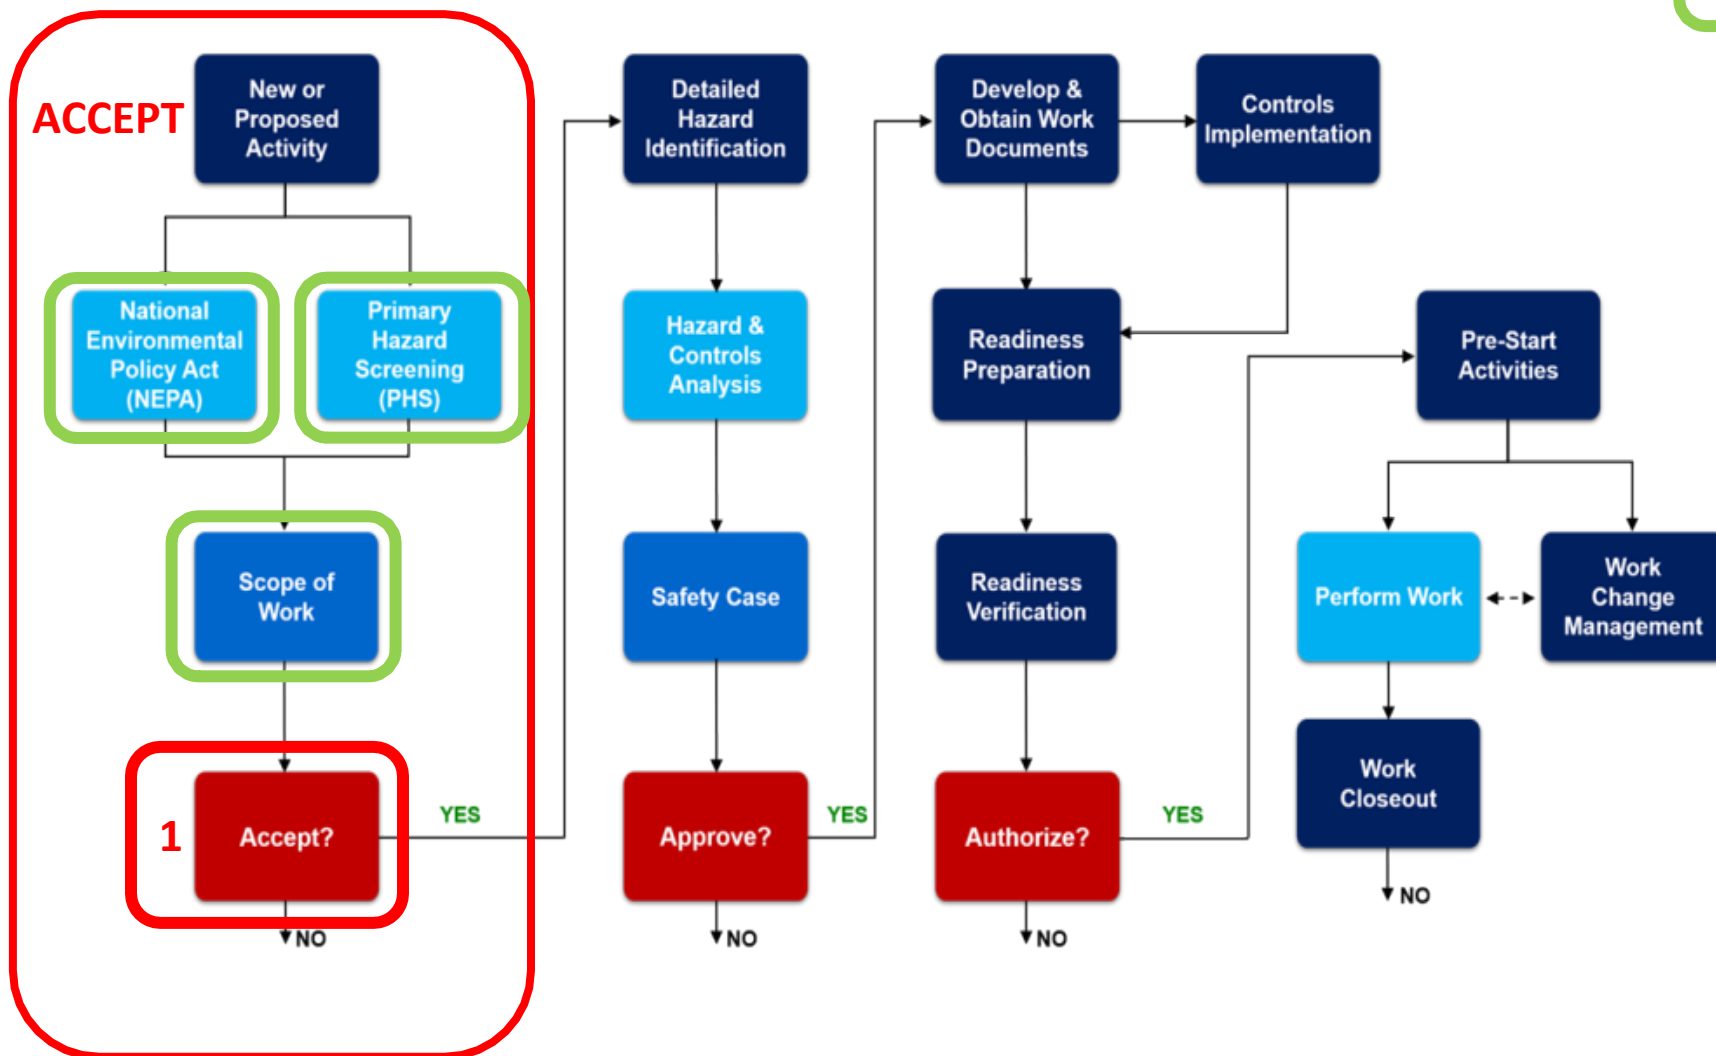 ACCEPT
New or
Proposed
Activity
National
Environmental
Policy Act
(NEPA)
Primary
Hazard
Screening
(PHS)
Scope of
Work
1
Accept?
YES
NO
Detailed
Hazard
Identification
Hazard &
Controls
Analysis
Safety Case
Approve?
YES
NO
Develop &
Obtain Work
Documents
Controls
Implementation
Readiness
Preparation
Readiness
Verification
Authorize?
YES
NO
Pre-Start
Activities
Perform Work
Work
Change
Management
Work
Closeout
NO